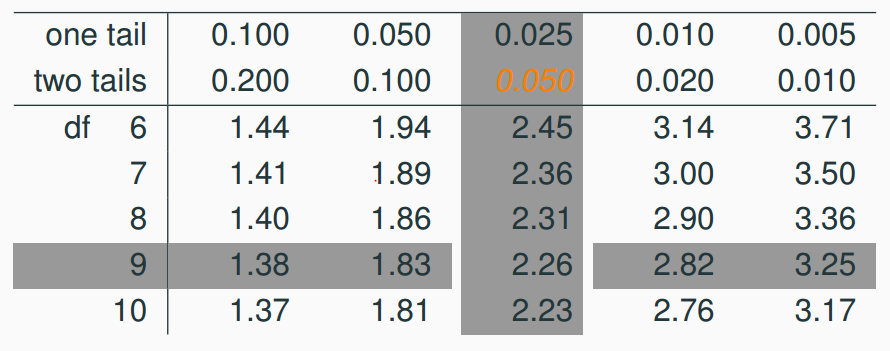 one tail 0.100 0.050 0.025 0.010 0.005
two tails 0.200 0.100 0.050 0.020 0.010
df 6 1.44 1.94 2.45 3.14 3.71
7 1.41 1.89 2.36 3.00 3.50
8 1.40 1.86 2.31 2.90 3.36
9 1.38 1.83 2.26 2.82 3.25
10 1.37 1.81 2.23 2.76 3.17